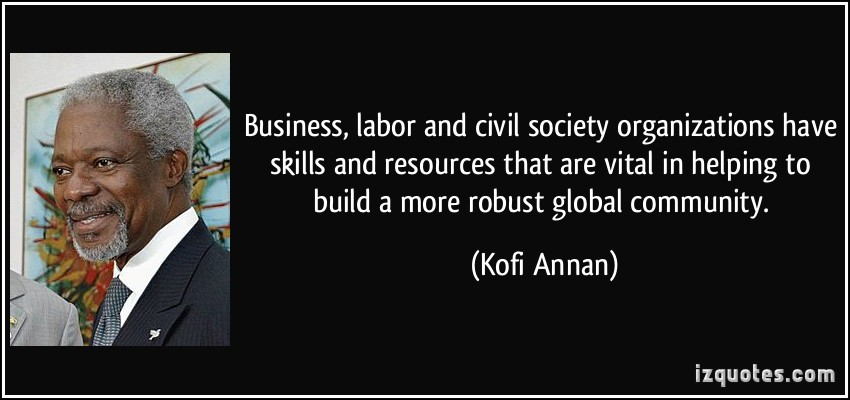 Business, labor and civil society organizations have
skills and resources that are vital in helping to
build a more robust global community.
(Kofi Annan)
izquotes.com